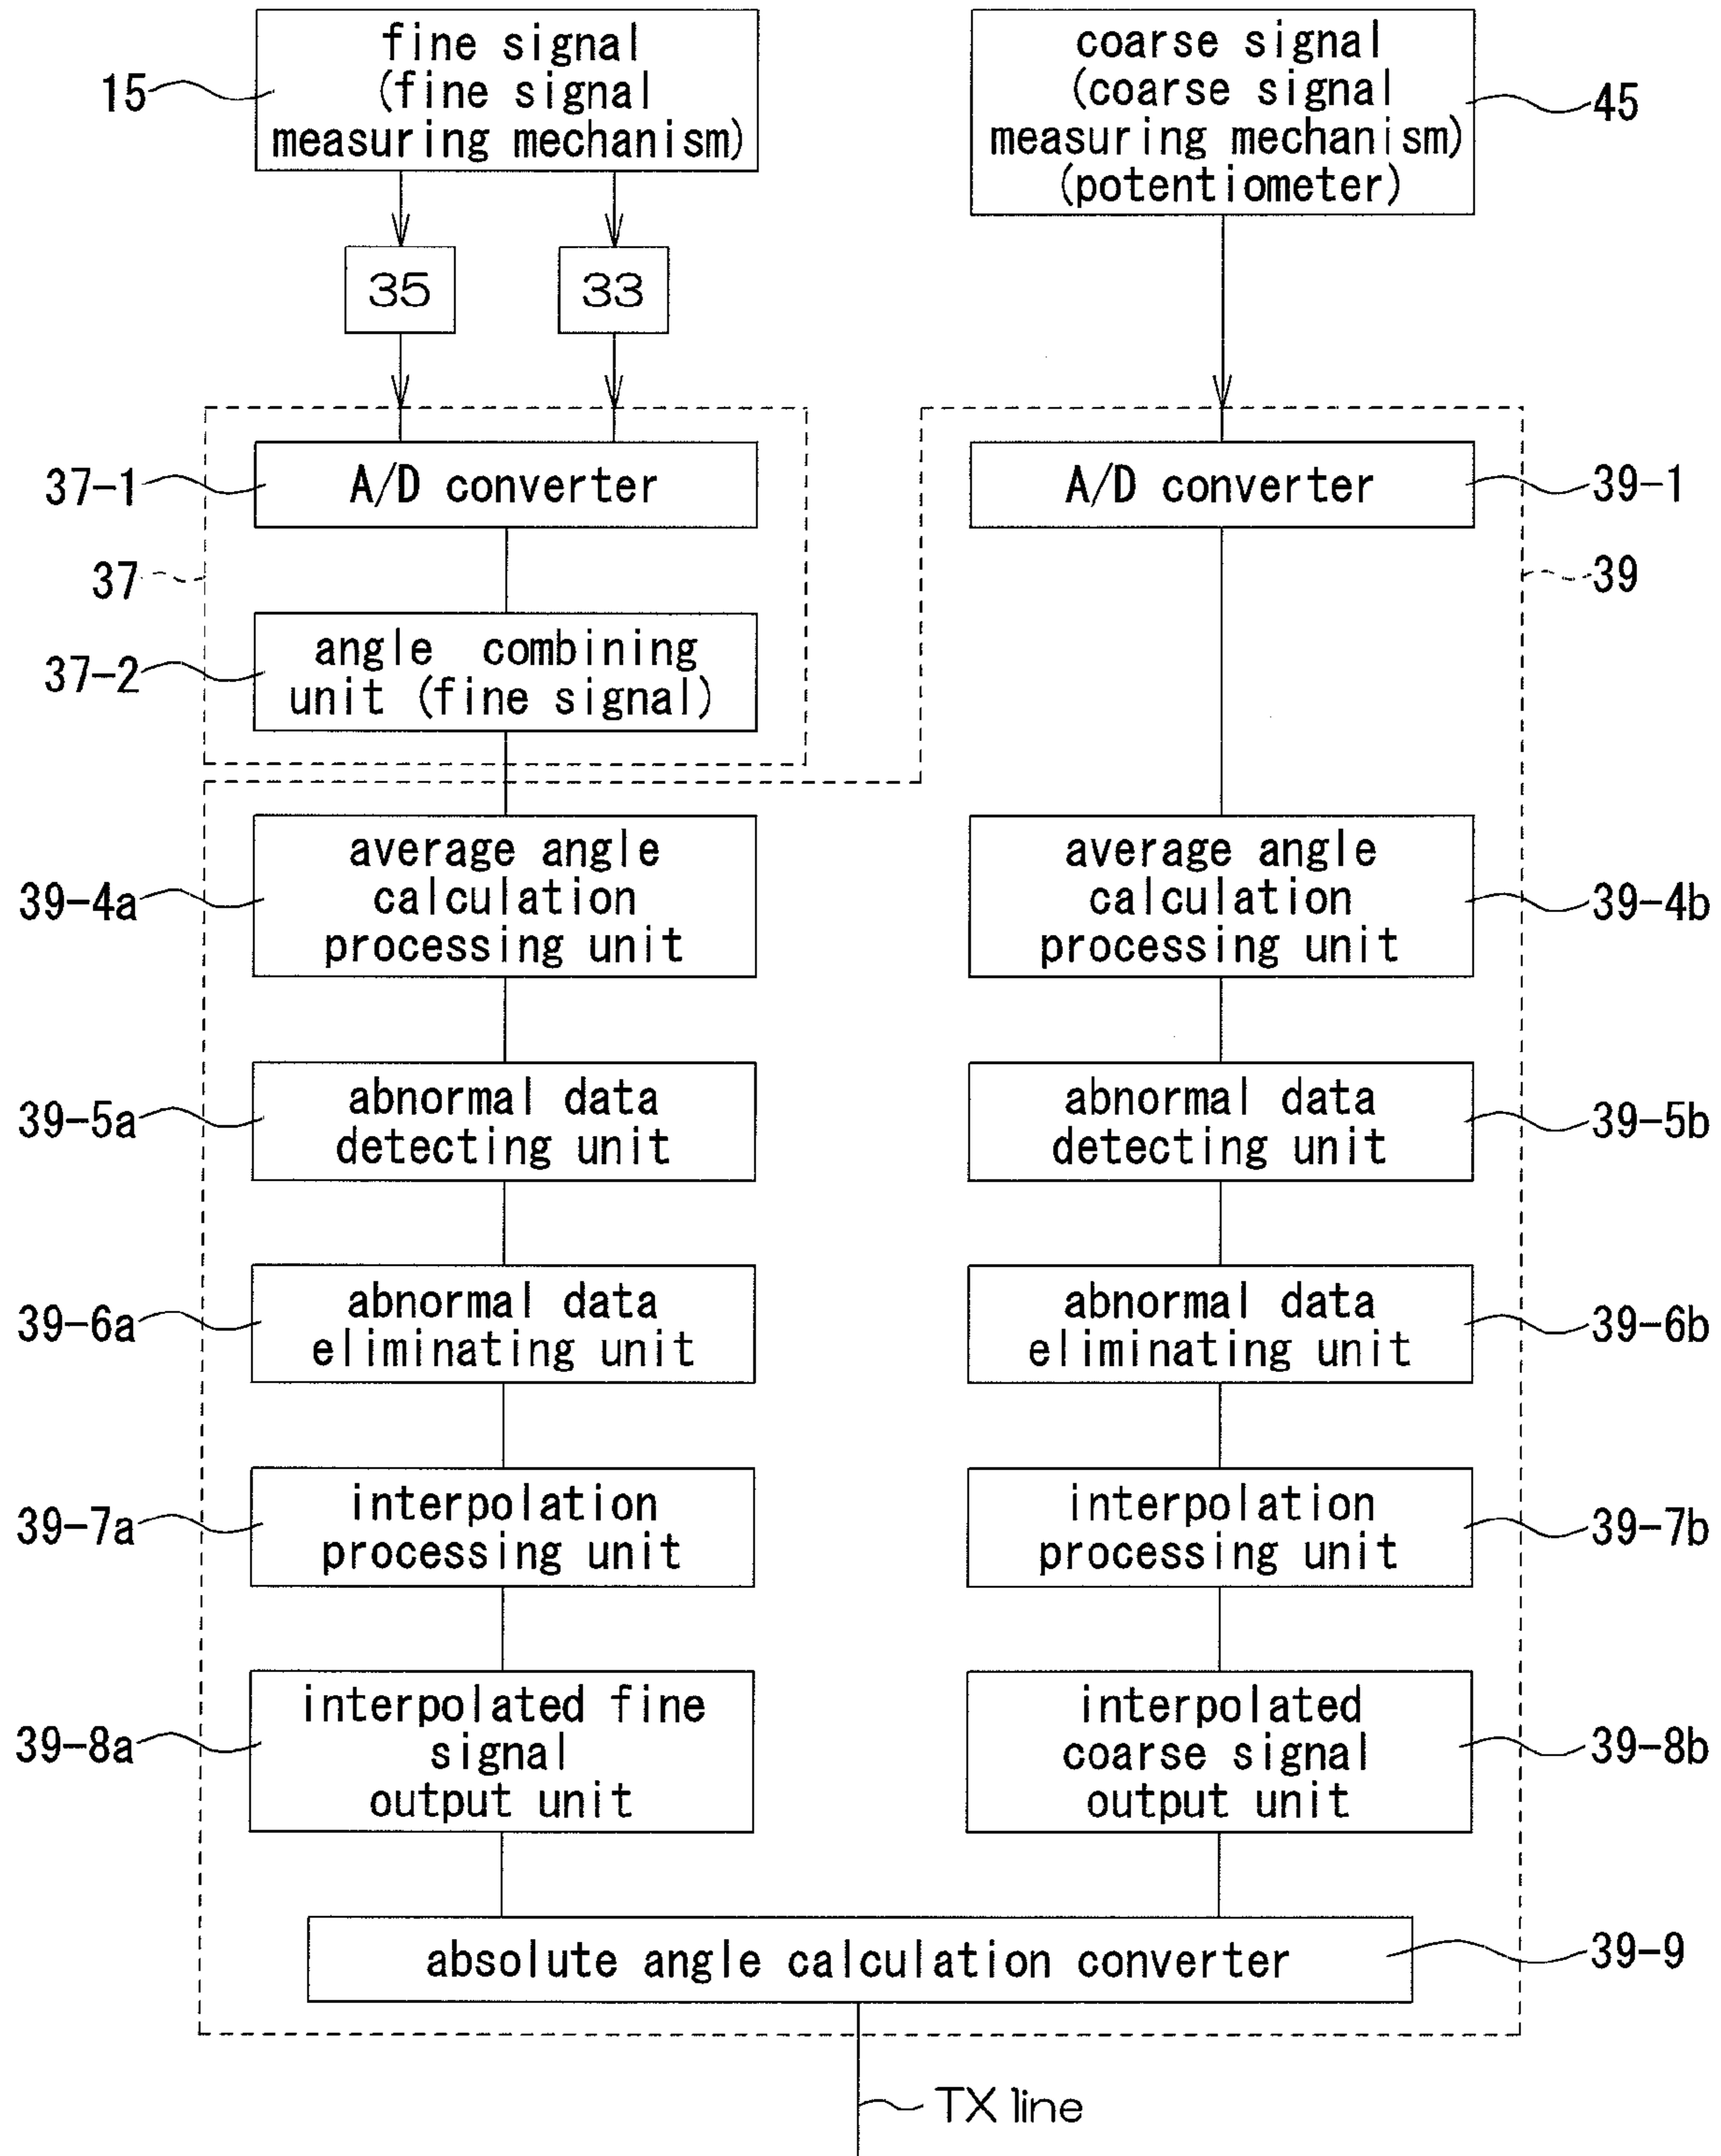 fine signal
(fine signal
measuring mechanism)
15
coarse signal
(coarse signal
measuring mechanism)
(potentiometer)
45
35
33
37-1
A/D converter
A/D converter
39-1
37
39
37-2
angle combining
unit (fine signal)
39-4a
average angle
calculation
processing unit
average angle
calculation
processing unit
39-4b
39-5a
abnormal data
detecting unit
abnormal data
detecting unit
39-5b
39-6a
abnormal data
eliminating unit
abnormal data
eliminating unit
39-6b
39-7a
interpolation
processing unit
interpolation
processing unit
39-7b
39-8a
interpolated fine
signal
output unit
interpolated
coarse signal
output unit
39-8b
absolute angle calculation converter
39-9
TX line